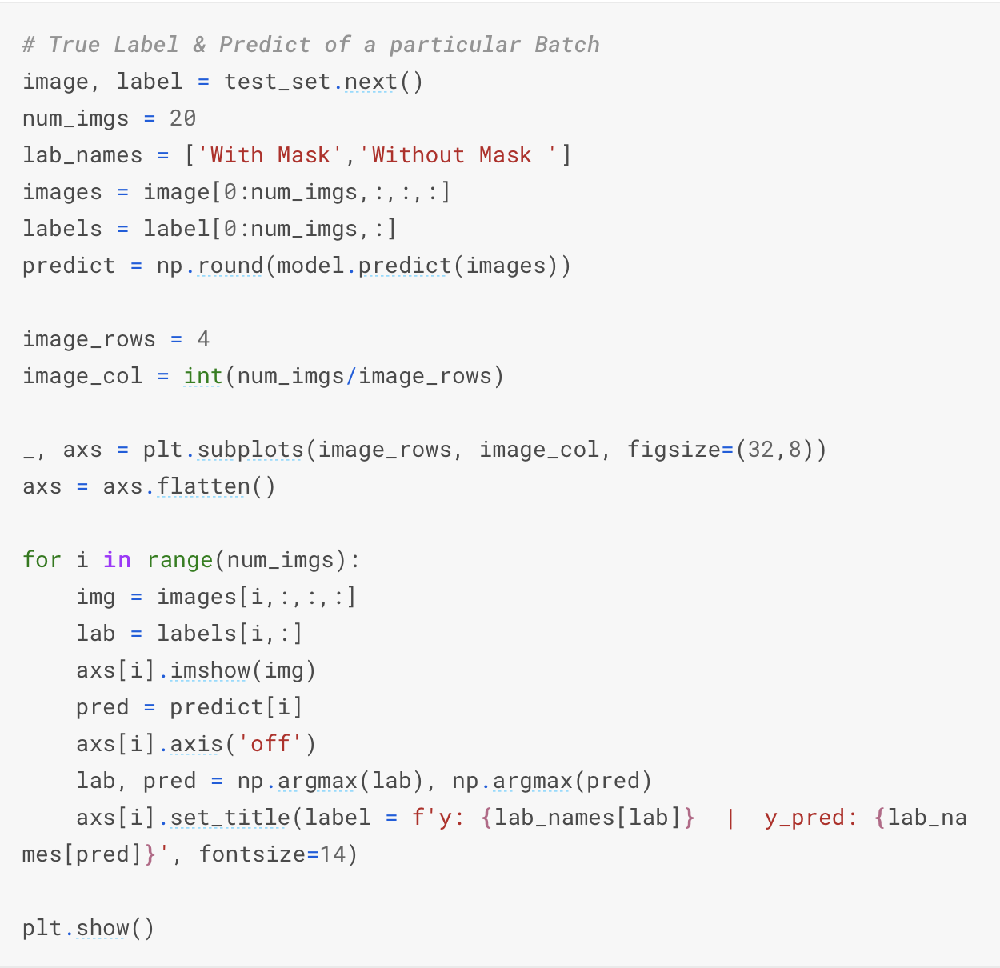 # True Label & Predict of a particular Batch
image, label = test_set.next()
num_imgs = 20
lab_names = ['With Mask','Without Mask ']
images = image[0:num_imgs,:,:,:]
labels = label[0:num_imgs,:]
predict = np.round(model.predict(images))

image_rows = 4
image_col = int(num_imgs/image_rows)

_, axs = plt.subplots(image_rows, image_col, figsize=(32,8))
axs = axs.flatten()

for i in range(num_imgs):
    img = images[i,:,:,:]
    lab = labels[i,:]
    axs[i].imshow(img)
    pred = predict[i]
    axs[i].axis('off')
    lab, pred = np.argmax(lab), np.argmax(pred)
    axs[i].set_title(label = f'y: {lab_names[lab]}  |  y_pred: {lab_na
mes[pred]}', fontsize=14)

plt.show()